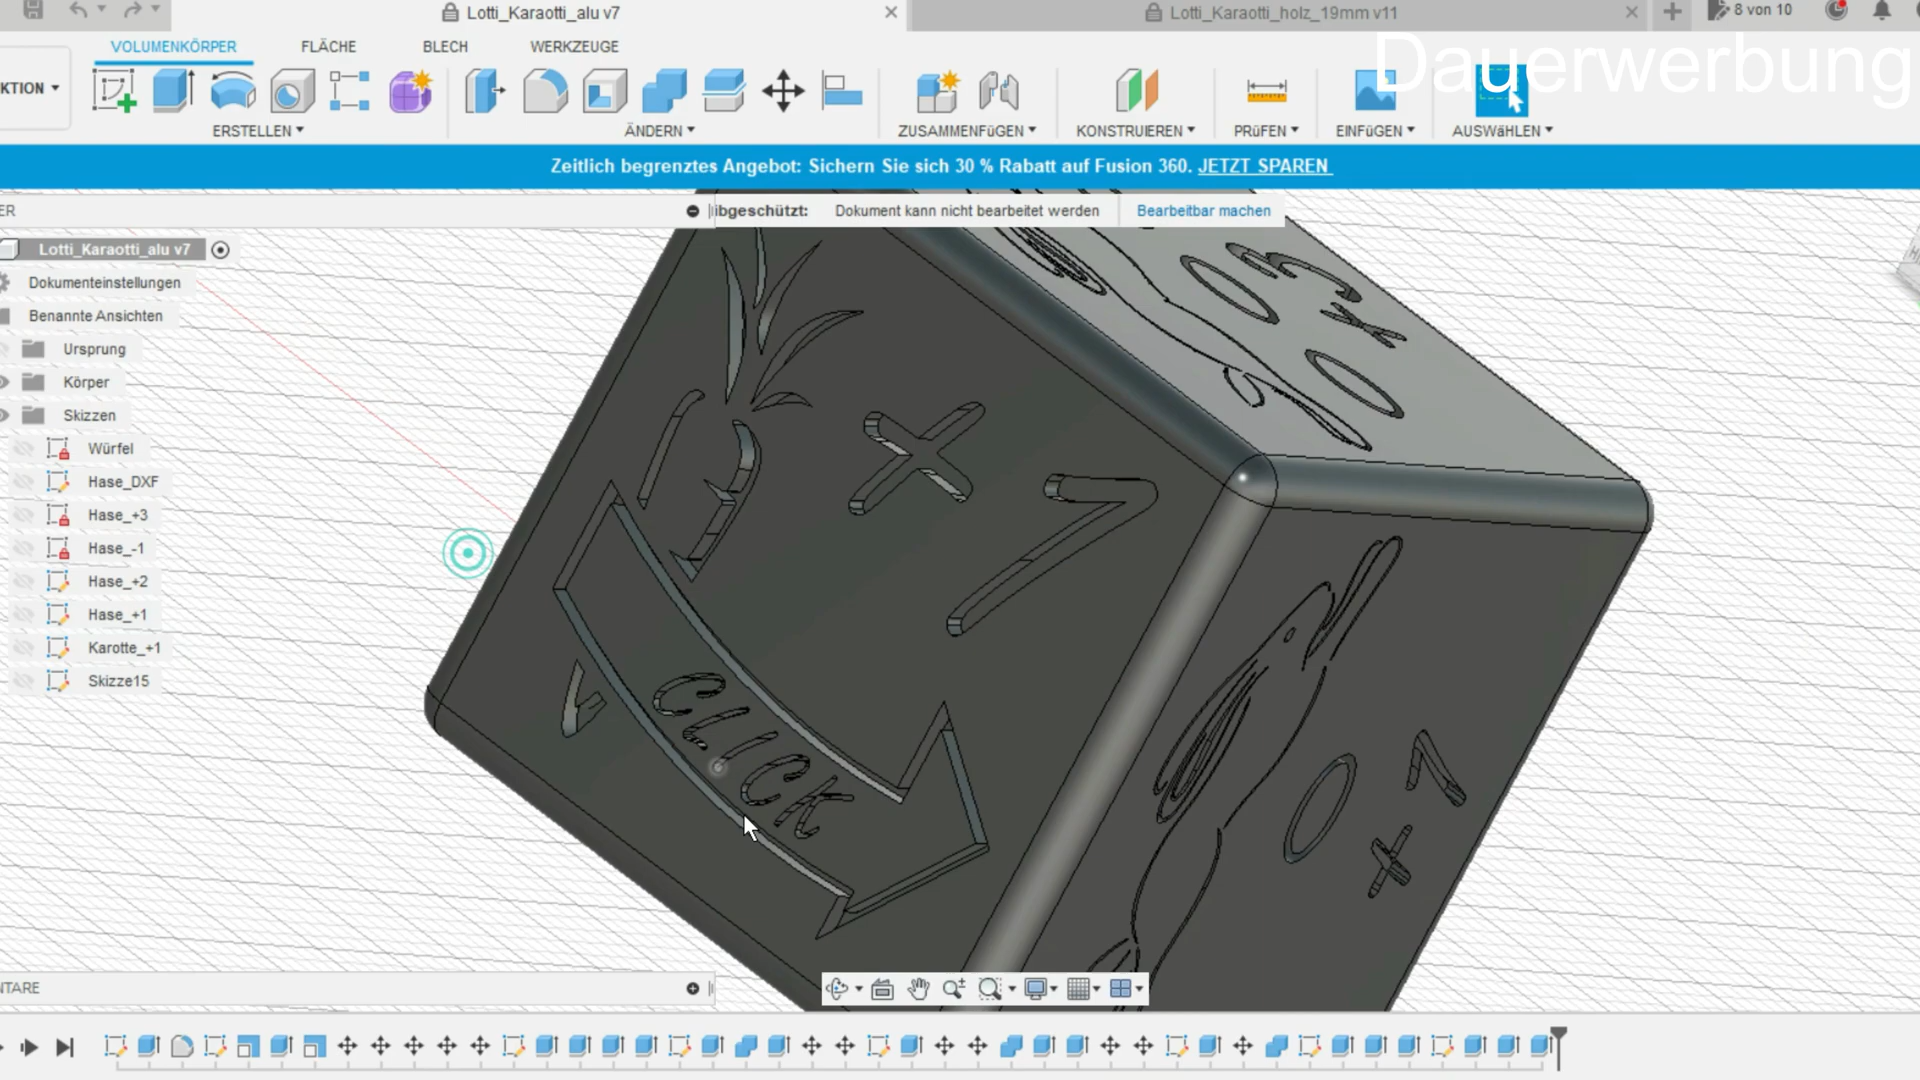 Lotti_Karaotti_alu v7
Lotti_Karaotti_holz_19mm v11
8 von 10
Dauerwerbung
VOLUMENKÖRPER
FLÄCHE
BLECH
WERKZEUGE
KTION
ERSTELLEN
ÄNDERN
ZUSAMMENFüGEN
KONSTRUIEREN
PRüFEN
EINFüGEN
AUSWäHLEN
Zeitlich begrenztes Angebot: Sichern Sie sich 30 % Rabatt auf Fusion 360. JETZT SPAREN
ER
ibgeschützt:
Dokument kann nicht bearbeitet werden
Bearbeitbar machen
Lotti_Karaotti_alu v7
Dokumenteinstellungen
Benannte Ansichten
Ursprung
Körper
Skizzen
Würfel
Hase_DXF
Hase_+3
Hase_-1
Hase_+2
Hase_+1
Karotte_+1
Skizze15
+1
CLICK
+1
NTARE